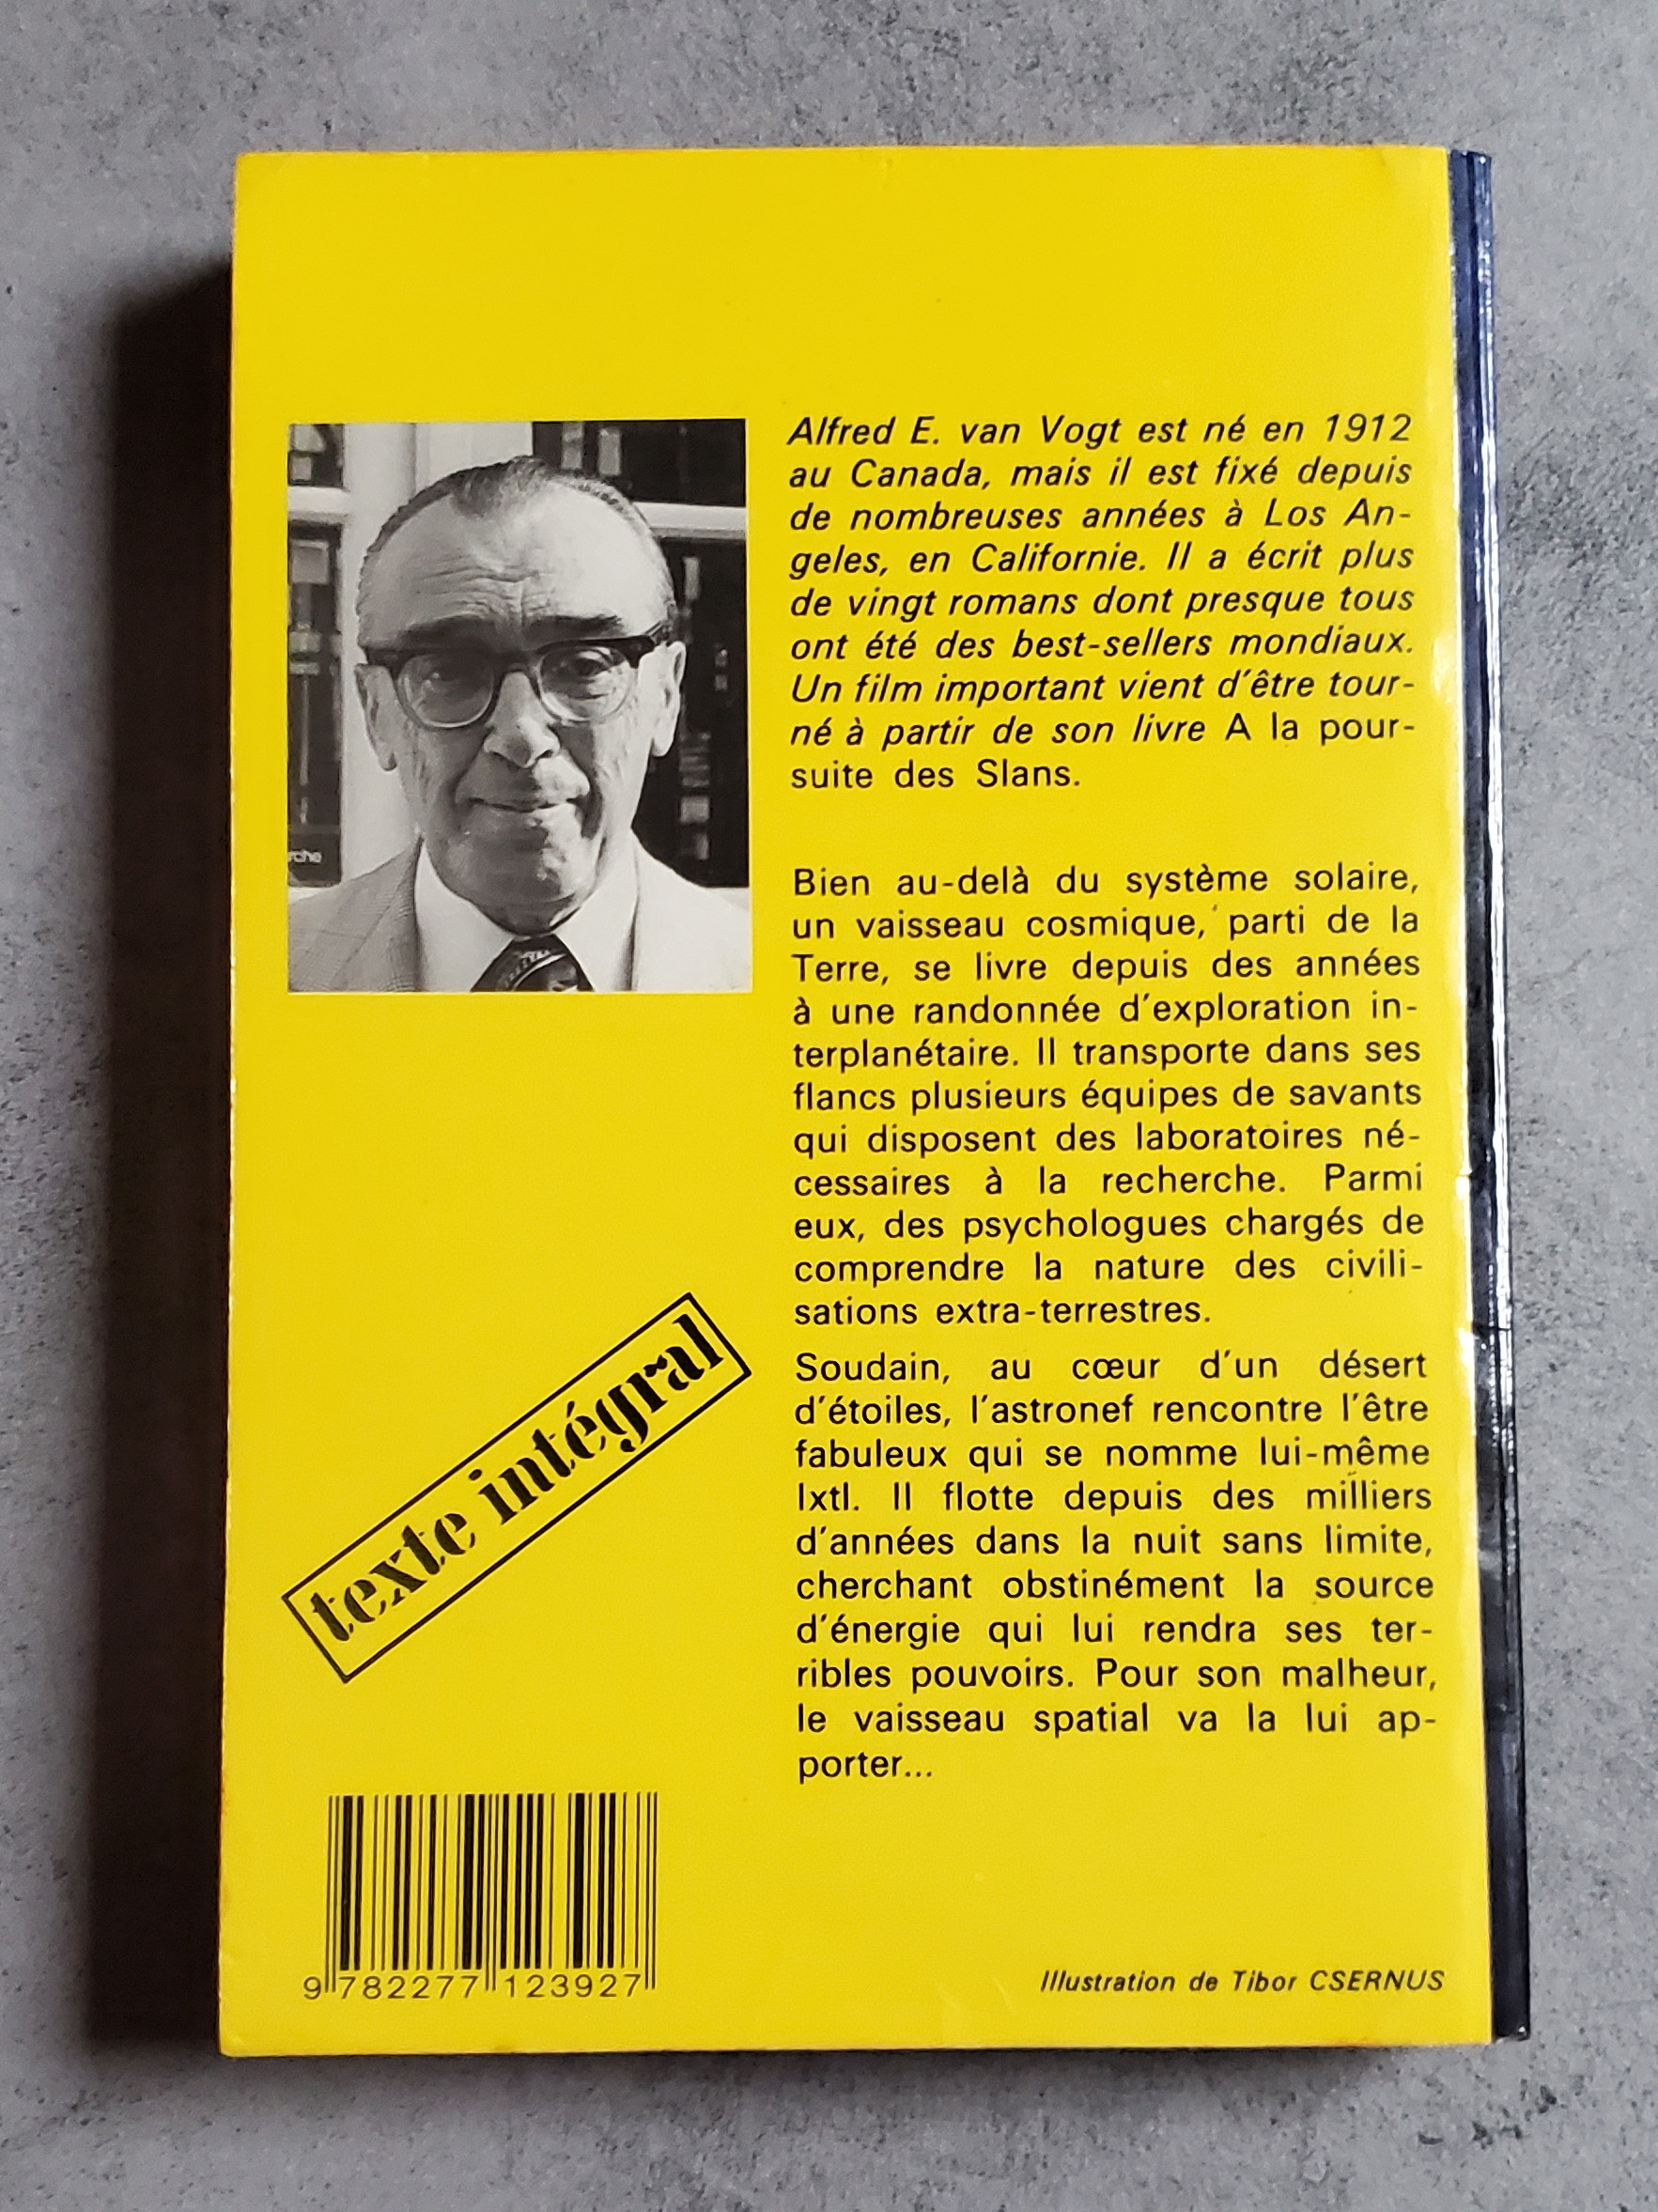 Alfred E. van Vogt est né en 1912
au Canada, mais il est fixé depuis
de nombreuses années à Los An-
geles, en Californie. Il a écrit plus
de vingt romans dont presque tous
ont été des best-sellers mondiaux.
Un film important vient d'être tour-
né à partir de son livre A la pour-
suite des Slans.
Bien au-delà du système solaire,
un vaisseau cosmique, parti de la
Terre, se livre depuis des années
à une randonnée d'exploration in-
terplanétaire. Il transporte dans ses
flancs plusieurs équipes de savants
qui disposent des laboratoires né-
cessaires à la recherche. Parmi
eux, des psychologues chargés de
comprendre la nature des civili-
sations extra-terrestres.
Soudain, au cœur d'un désert
d'étoiles, l'astronef rencontre l'être
fabuleux qui se nomme lui-même
Ixtl. Il flotte depuis des milliers
d'années dans la nuit sans limite,
cherchant obstinément la source
d'énergie qui lui rendra ses ter-
ribles pouvoirs. Pour son malheur,
le vaisseau spatial va la lui ap-
porter...
texte intégral
9 782277 123927
Illustration de Tibor CSERNUS